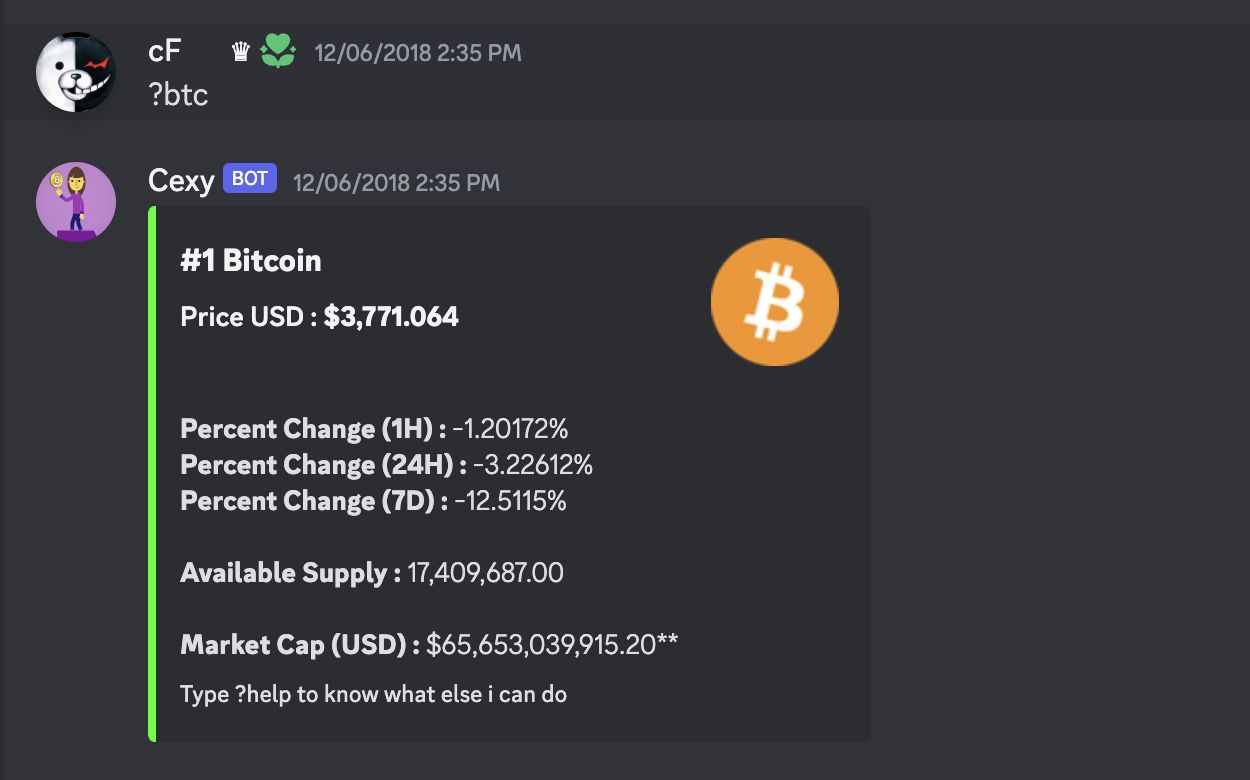 cF 12/06/2018 2:35 PM
?btc
Cexy BOT 12/06/2018 2:35 PM
#1 Bitcoin
Price USD : $3,771.064
Percent Change (1H) : -1.20172%
Percent Change (24H) : -3.22612%
Percent Change (7D) : -12.5115%
Available Supply : 17,409,687.00
Market Cap (USD) : $65,653,039,915.20**
Type ?help to know what else i can do